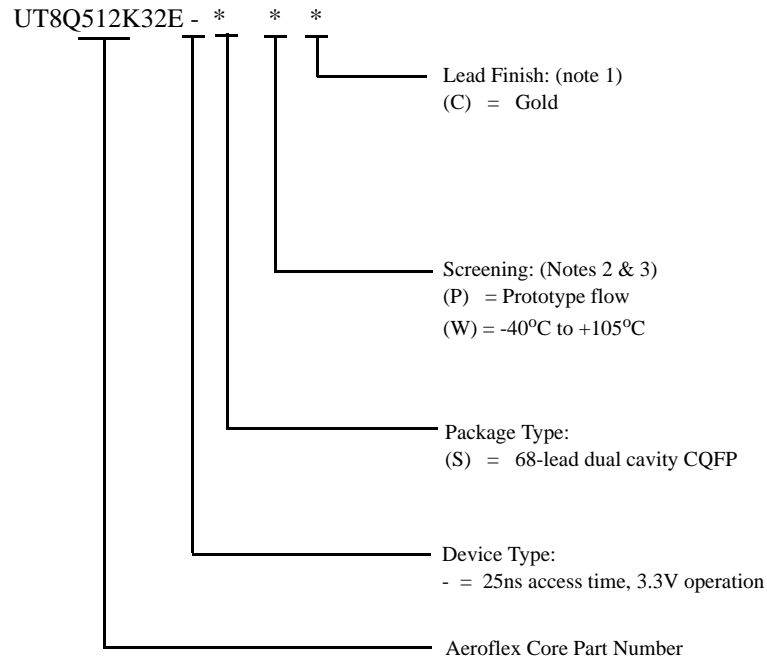 UT8Q512K32E - * * *
Lead Finish: (note 1)
(C) = Gold
Screening: (Notes 2 & 3)
(P) = Prototype flow
(W) = -40°C to +105°C
Package Type:
(S) = 68-lead dual cavity CQFP
Device Type:
- = 25ns access time, 3.3V operation
Aeroflex Core Part Number